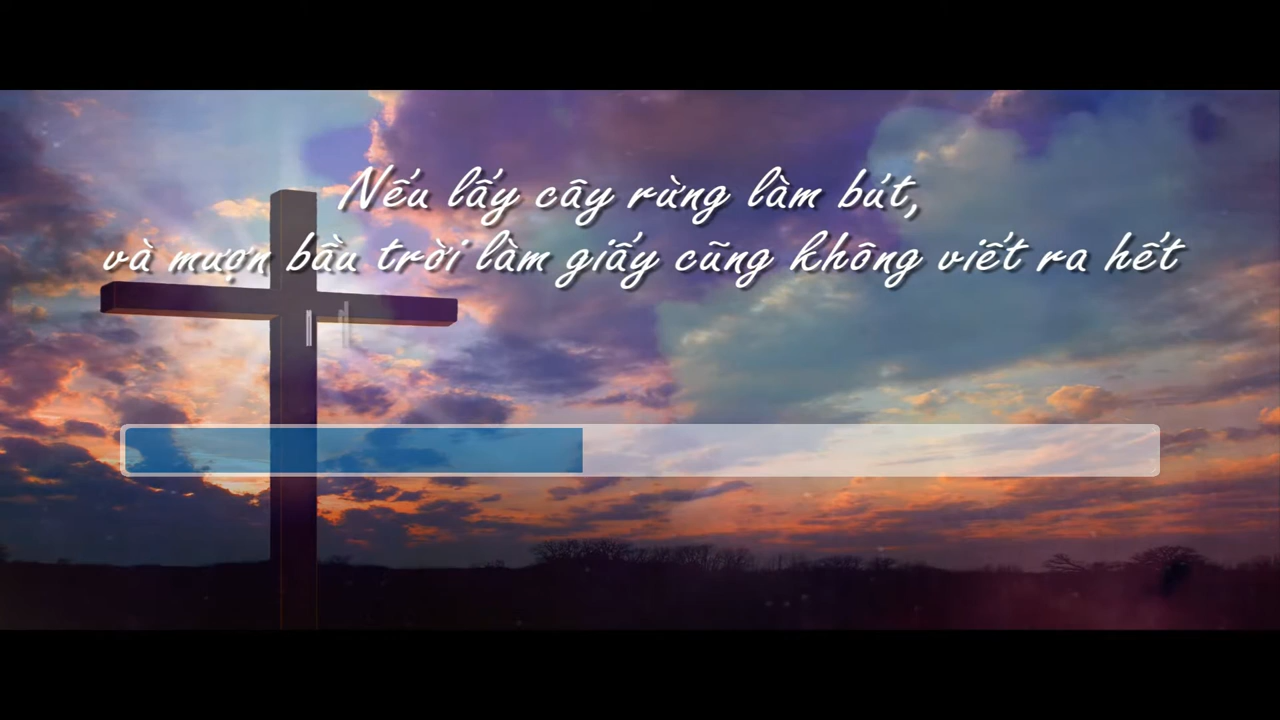 Nếu lấy cây rừng làm bút,
và mượn bầu trời làm giấy cũng không viết ra hết